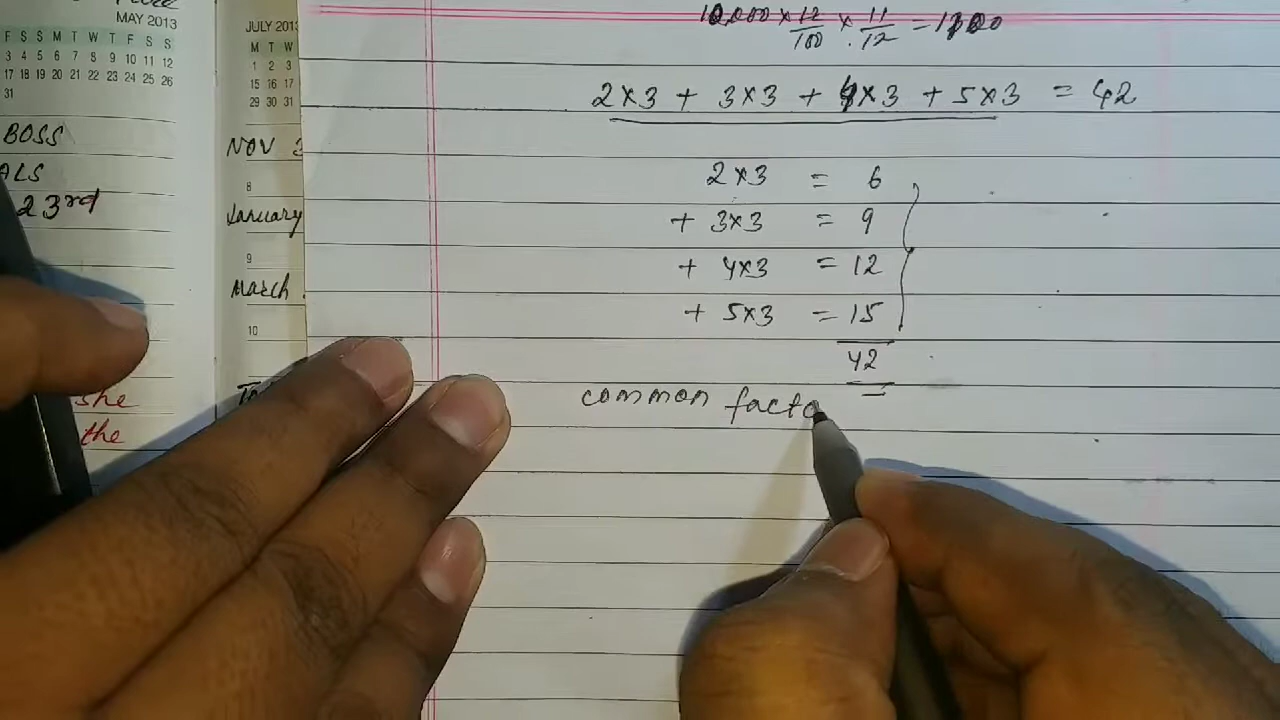 MAY 2013
F S S M T W T F S S
3 4 5 6 7 8 9 10 11 12
17 18 19 20 21 22 23 24 25 26
31
BOSS
ALS
23rd
she
the
JULY 2013
M T W
1 2 3
15 16 17
29 30 31
NOV
8
January
9
March
10
10,000 × 12/100 × 11/12 = 1100
2×3 + 3×3 + 4×3 + 5×3 = 42
2×3 = 6
+ 3×3 = 9
+ 4×3 = 12
+ 5×3 = 15
42
common facto